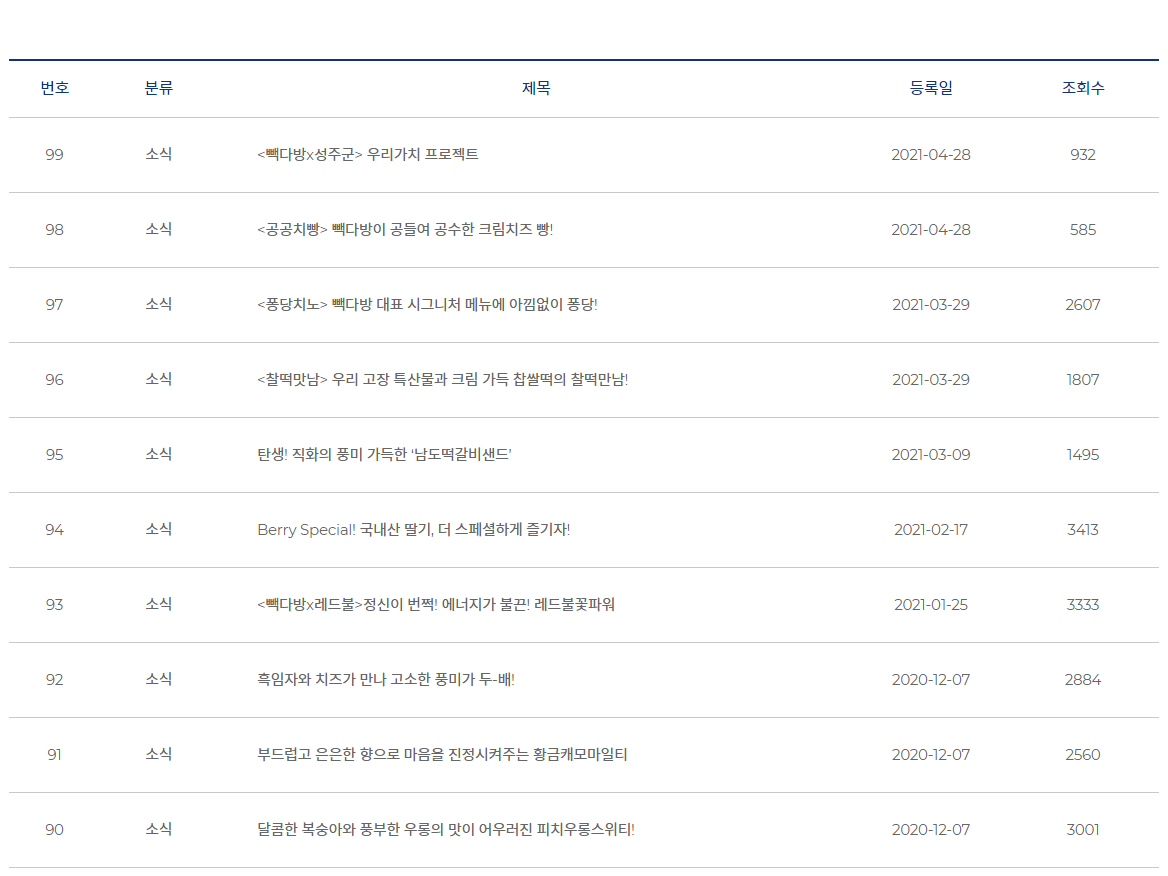 번호 분류 제목 등록일 조회수
99 소식 <빽다방x성주군> 우리가치 프로젝트 2021-04-28 932
98 소식 <공공치빵> 빽다방이 공들여 공수한 크림치즈 빵! 2021-04-28 585
97 소식 <퐁당치노> 빽다방 대표 시그니처 메뉴에 아낌없이 퐁당! 2021-03-29 2607
96 소식 <찰떡맛남> 우리 고장 특산물과 크림 가득 찹쌀떡의 찰떡만남! 2021-03-29 1807
95 소식 탄생! 직화의 풍미 가득한 ‘남도떡갈비샌드’ 2021-03-09 1495
94 소식 Berry Special! 국내산 딸기, 더 스페셜하게 즐기자! 2021-02-17 3413
93 소식 <빽다방x레드불>정신이 번쩍! 에너지가 불끈! 레드불꽃파워 2021-01-25 3333
92 소식 흑임자와 치즈가 만나 고소한 풍미가 두-배! 2020-12-07 2884
91 소식 부드럽고 은은한 향으로 마음을 진정시켜주는 황금캐모마일티 2020-12-07 2560
90 소식 달콤한 복숭아와 풍부한 우롱의 맛이 어우러진 피치우롱스위티! 2020-12-07 3001